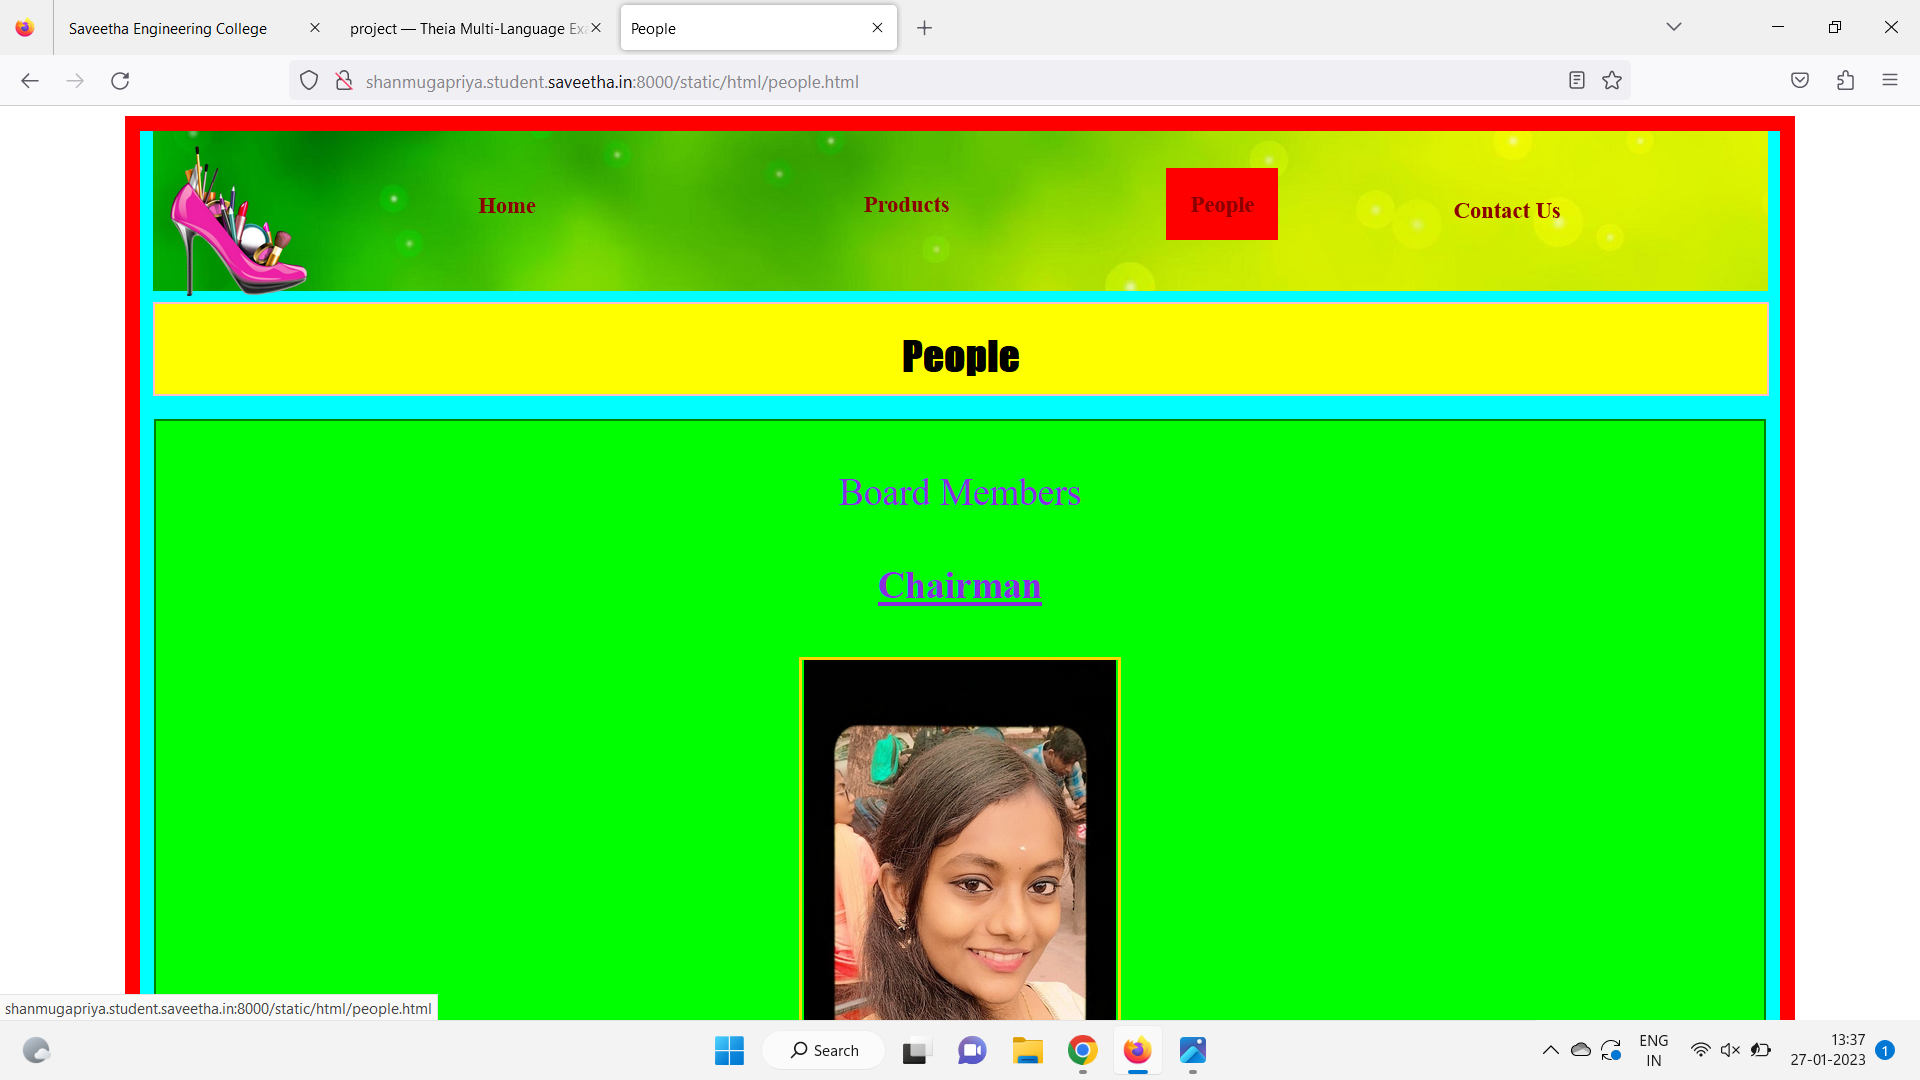 Saveetha Engineering College
project — Theia Multi-Language Exa
People
shanmugapriya.student.saveetha.in:8000/static/html/people.html
Home
Products
People
Contact Us
People
Board Members
Chairman
shanmugapriya.student.saveetha.in:8000/static/html/people.html
Search
ENG
IN
13:37
27-01-2023
1